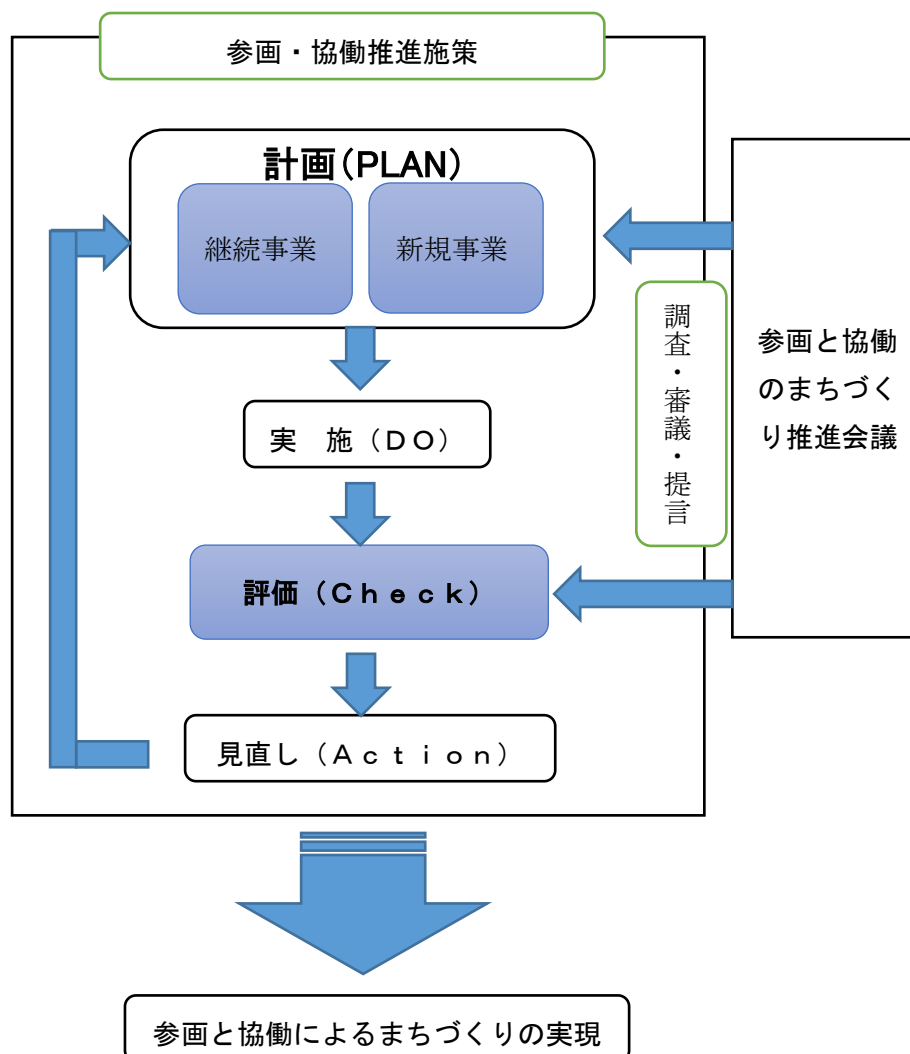 参画・協働推進施策
計画(PLAN)
継続事業
新規事業
実　施（ＤＯ）
評価（Ｃｈｅｃｋ）
見直し（Ａｃｔｉｏｎ）
調査・審議・提言
参画と協働
のまちづく
り推進会議
参画と協働によるまちづくりの実現